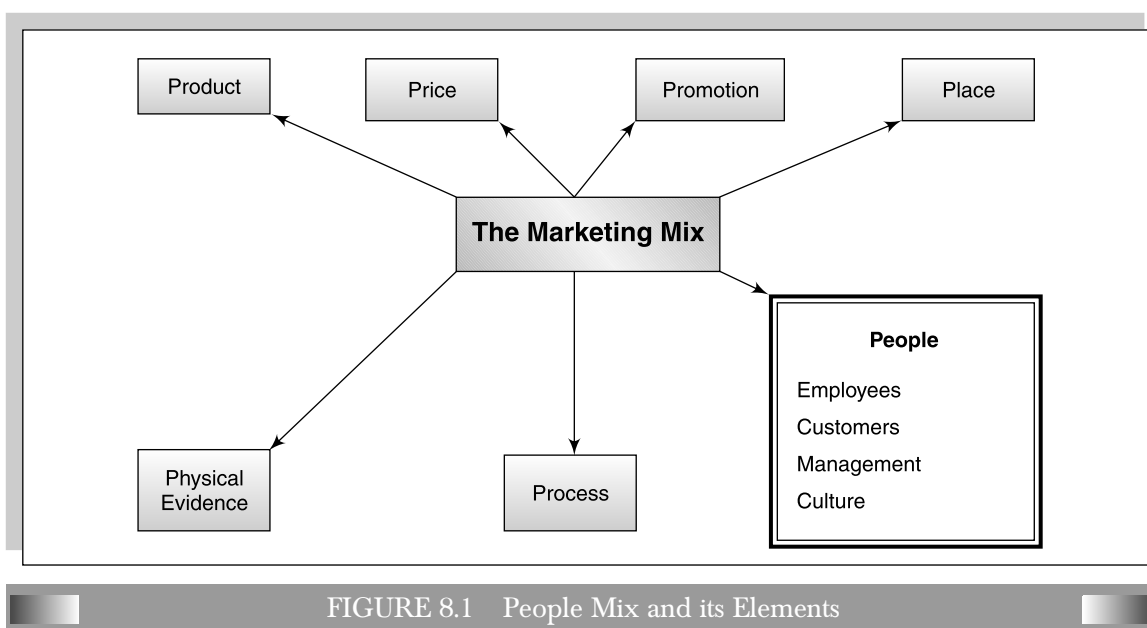 Product
Price
Promotion
Place
The Marketing Mix
People
Employees
Customers
Management
Culture
Physical
Evidence
Process
FIGURE 8.1 People Mix and its Elements